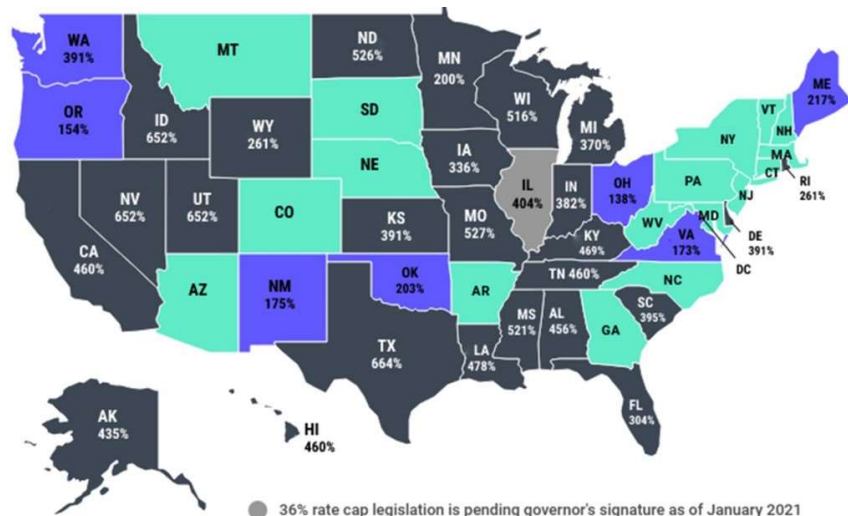 WA
391%
MT
ND
526%
MN
200%
ME
217%
OR
154%
ID
652%
WY
261%
SD
WI
516%
MI
370%
VT
NH
NY
MA
CT
RI
261%
NV
652%
UT
652%
CO
NE
IA
336%
IL
404%
IN
382%
OH
138%
PA
NJ
CA
460%
KS
391%
MO
527%
KY
469%
WV
VA
173%
MD
DE
391%
DC
AZ
NM
175%
OK
203%
AR
TN 460%
NC
SC
395%
TX
664%
LA
478%
MS
521%
AL
456%
GA
FL
304%
AK
435%
HI
460%
36% rate cap legislation is pending governor's signature as of January 2021